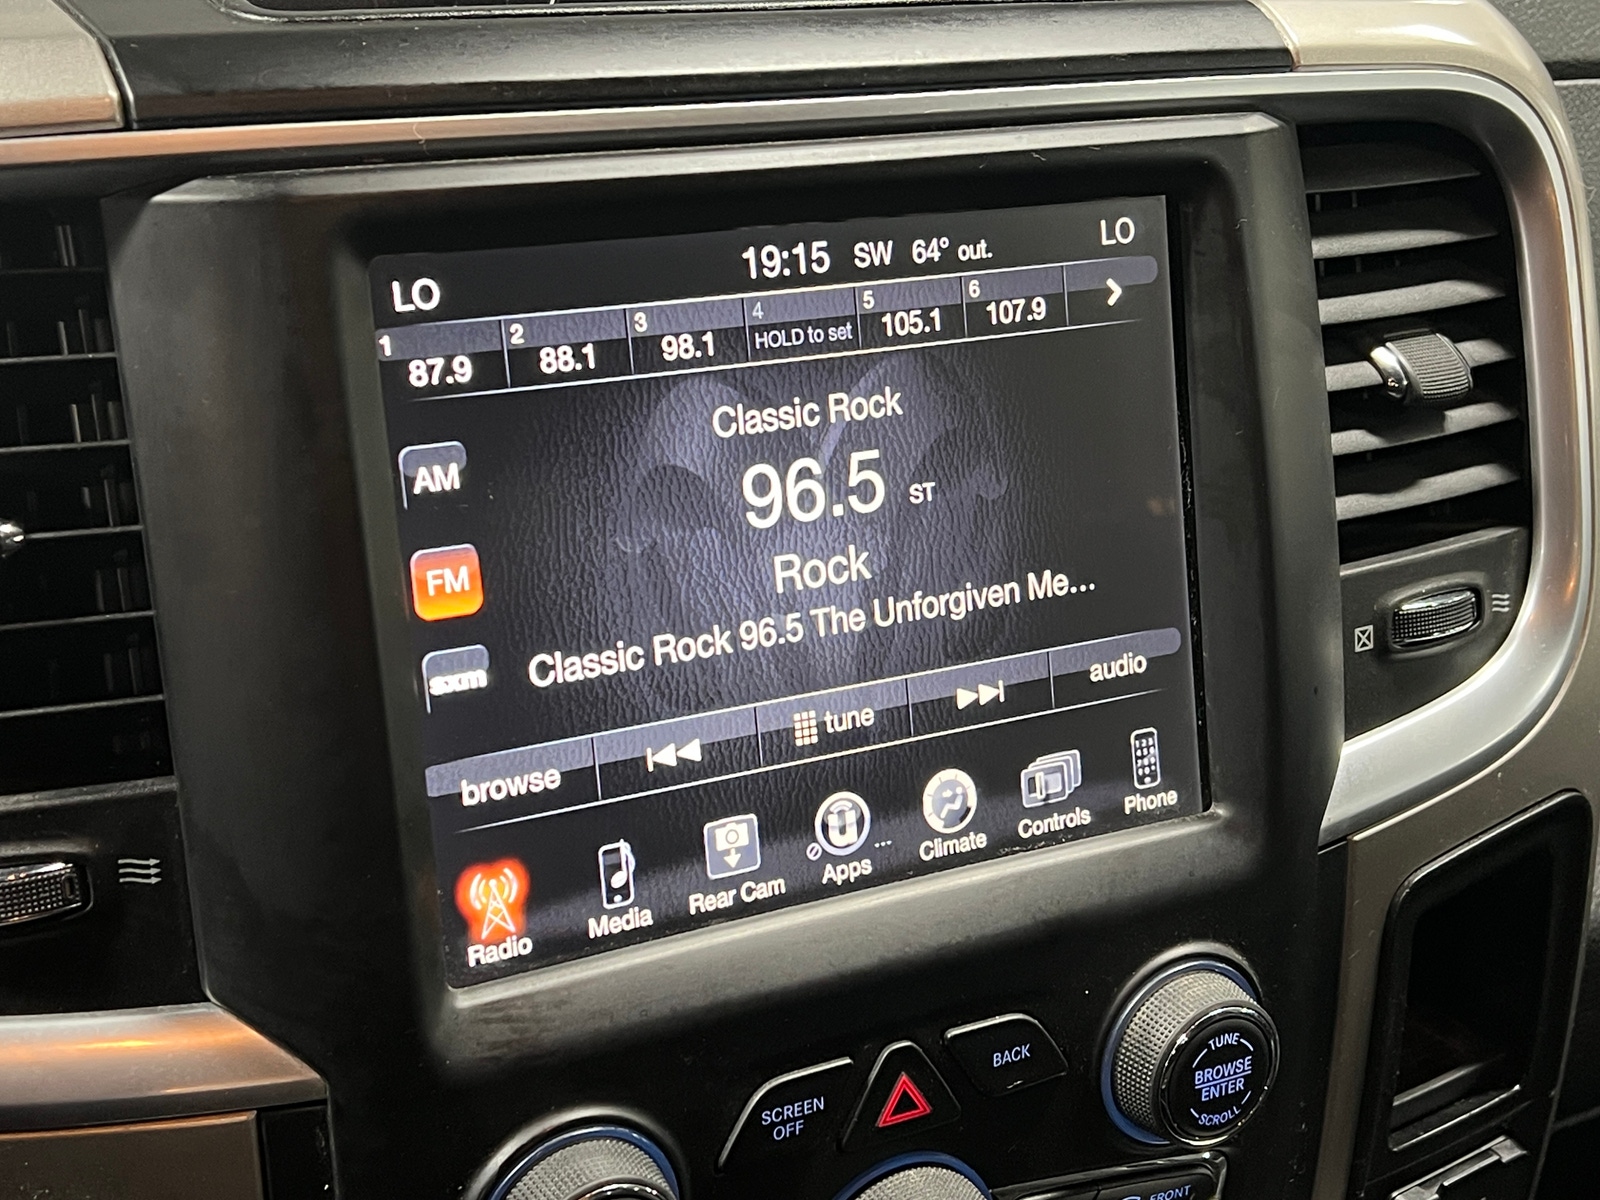 LO 19:15 SW 64° out. LO
1 2 3 4 5 6
87.9 88.1 98.1 HOLD to set 105.1 107.9
Classic Rock
AM
96.5 ST
FM
Rock
Classic Rock 96.5 The Unforgiven Me...
sxm
browse tune audio
Radio Media Rear Cam Apps ... Climate Controls Phone
SCREEN
OFF
BACK
TUNE
BROWSE
ENTER
SCROLL
FRONT